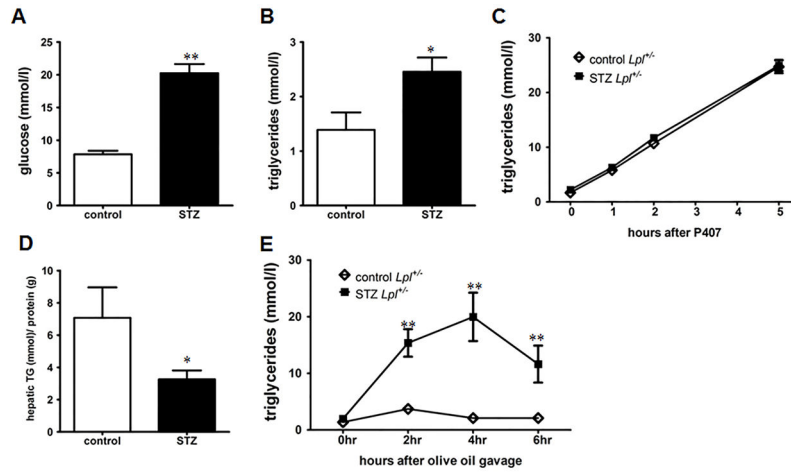 A
glucose (mmol/l)
25
20
15
10
5
0
**
control
STZ
B
triglycerides (mmol/l)
3
2
1
0
*
control
STZ
C
triglycerides (mmol/l)
30
20
10
0
control Lpl+/-
STZ Lpl+/-
0 1 2 3 4 5
hours after P407
D
hepatic TG (mmol)/ protein (g)
10
8
6
4
2
0
*
control
STZ
E
triglycerides (mmol/l)
30
20
10
0
control Lpl+/-
STZ Lpl+/-
**
**
**
0hr 2hr 4hr 6hr
hours after olive oil gavage